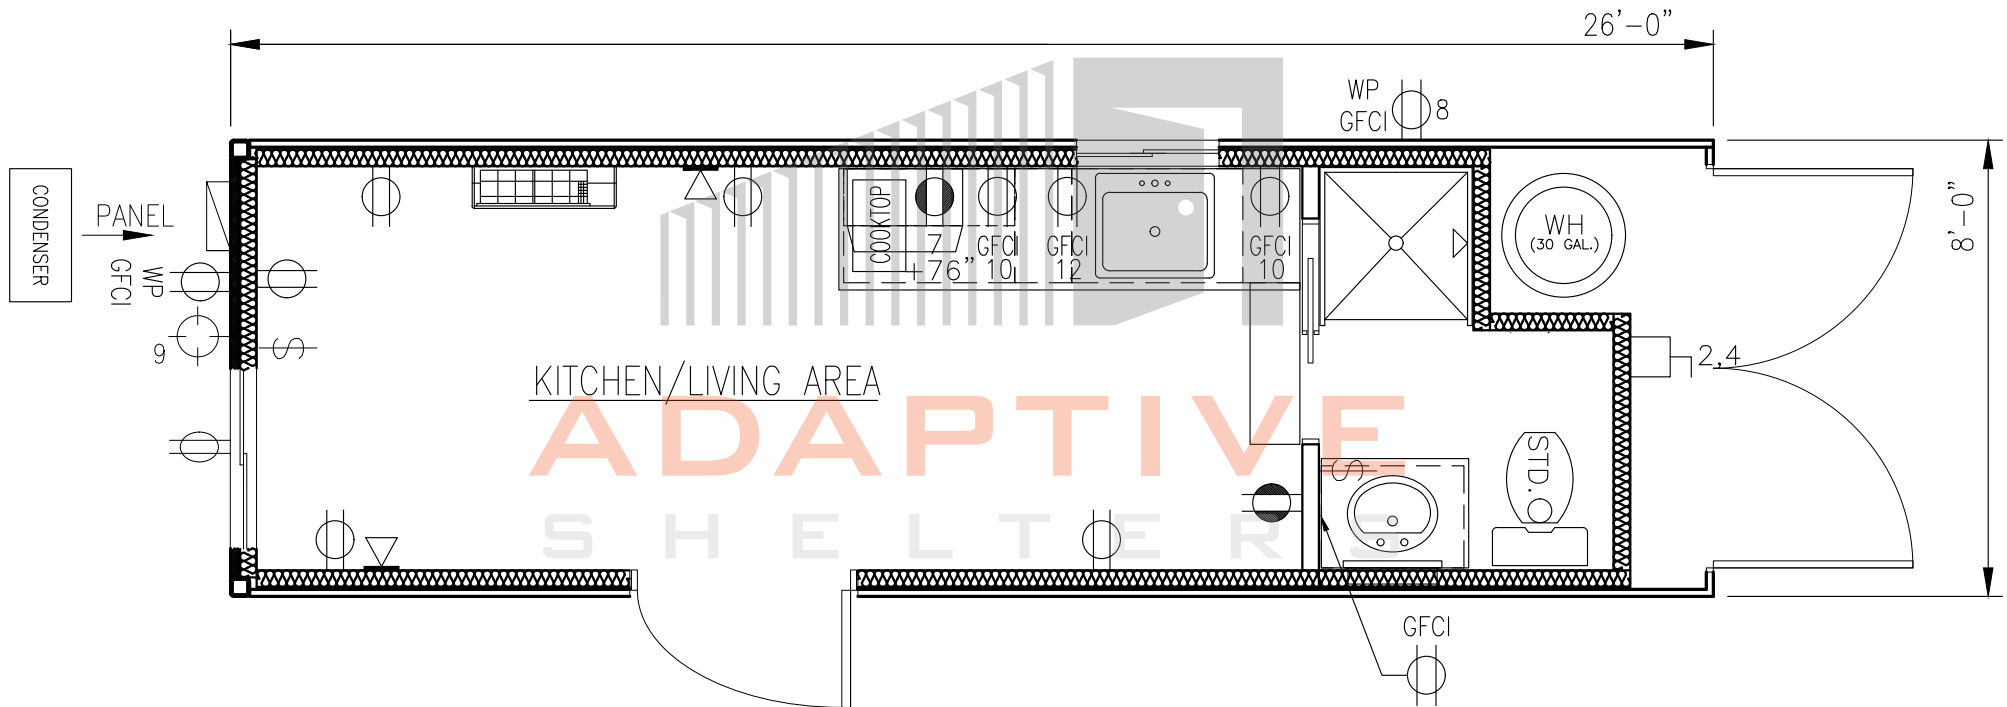 26'-0"
WP
GFCI
8
8'-0"
CONDENSER
PANEL
WP
GFCI
9
S
COOKTOP
7
+76"
GFCI
10
GFCI
12
GFCI
10
WH
(30 GAL.)
2,4
KITCHEN/LIVING AREA
ADAPTIVE
SHELTERS
S
STD.
GFCI